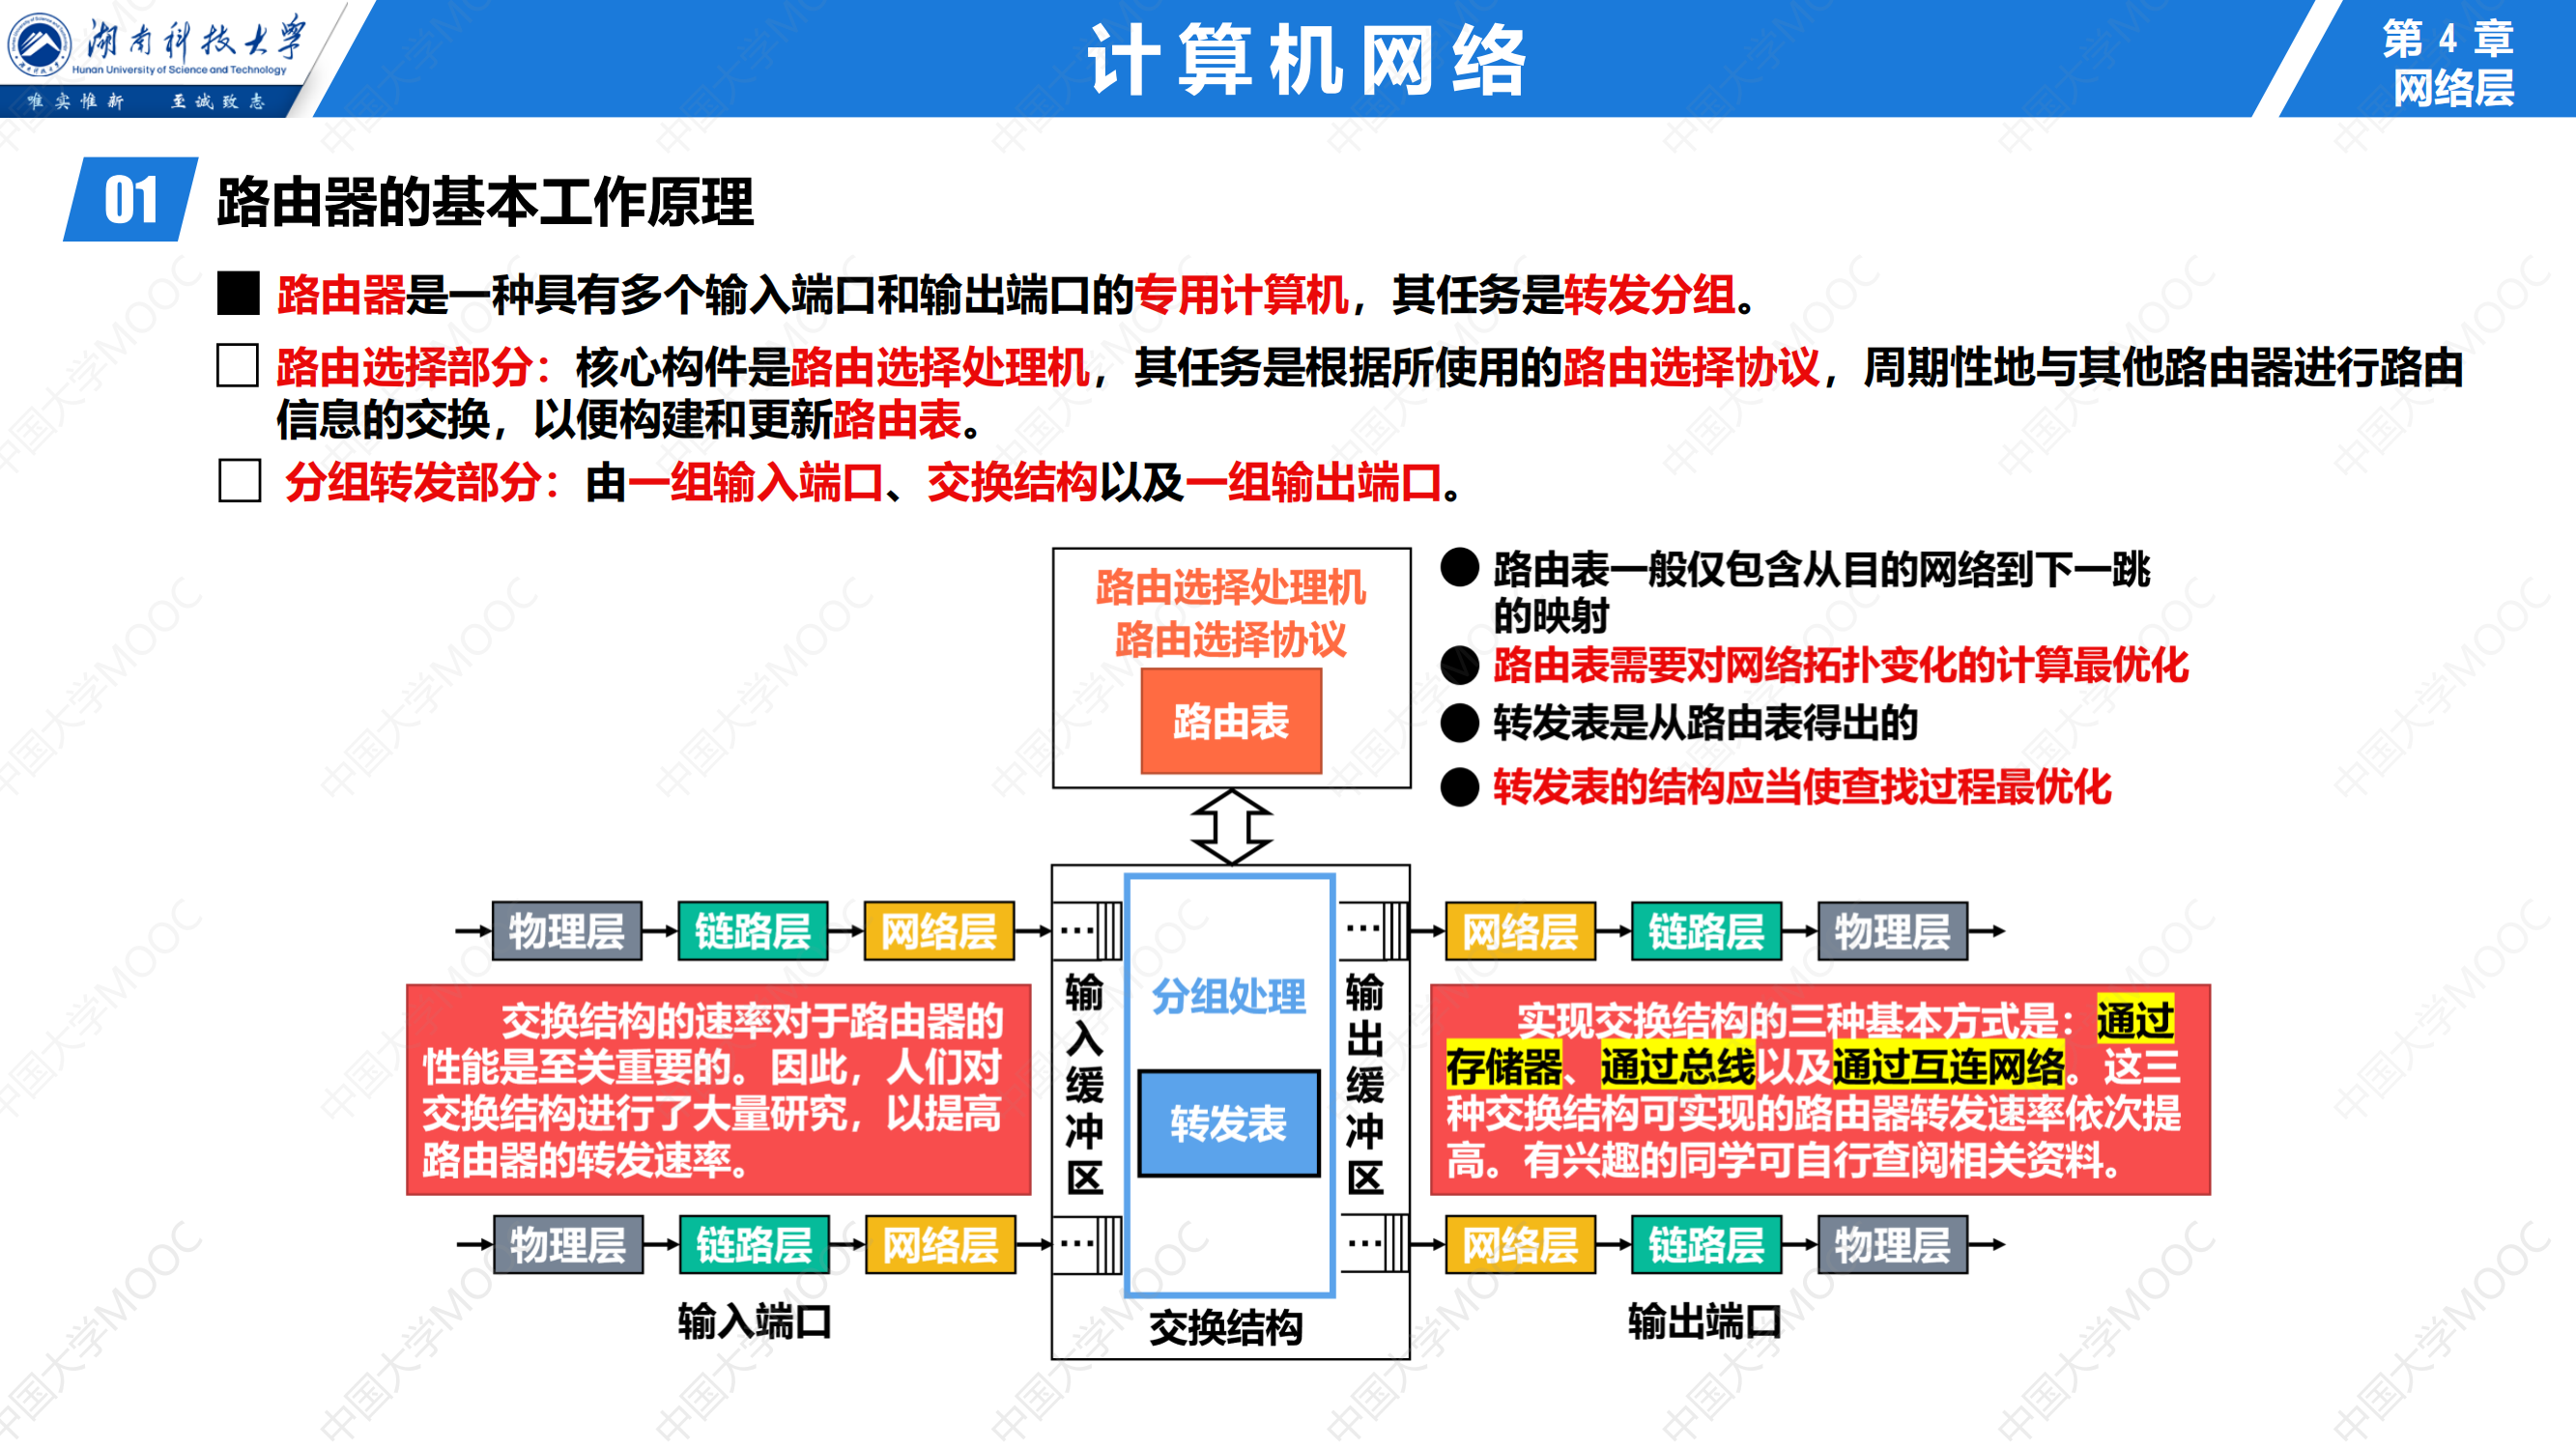 湖南科技大学
Hunan University of Science and Technology
唯实惟新 至诚致志
计算机网络
第 4 章
网络层
01
路由器的基本工作原理
路由器是一种具有多个输入端口和输出端口的专用计算机，其任务是转发分组。
路由选择部分：核心构件是路由选择处理机，其任务是根据所使用的路由选择协议，周期性地与其他路由器进行路由
信息的交换，以便构建和更新路由表。
分组转发部分：由一组输入端口、交换结构以及一组输出端口。
路由选择处理机
路由选择协议
路由表
路由表一般仅包含从目的网络到下一跳
的映射
路由表需要对网络拓扑变化的计算最优化
转发表是从路由表得出的
转发表的结构应当使查找过程最优化
物理层 链路层 网络层 ... ... 网络层 链路层 物理层
交换结构的速率对于路由器的
性能是至关重要的。因此，人们对
交换结构进行了大量研究，以提高
路由器的转发速率。
输入缓冲区
分组处理
转发表
输出缓冲区
实现交换结构的三种基本方式是：通过
存储器、通过总线以及通过互连网络。这三
种交换结构可实现的路由器转发速率依次提
高。有兴趣的同学可自行查阅相关资料。
物理层 链路层 网络层 ... ... 网络层 链路层 物理层
输入端口
交换结构
输出端口
中国大学MOOC